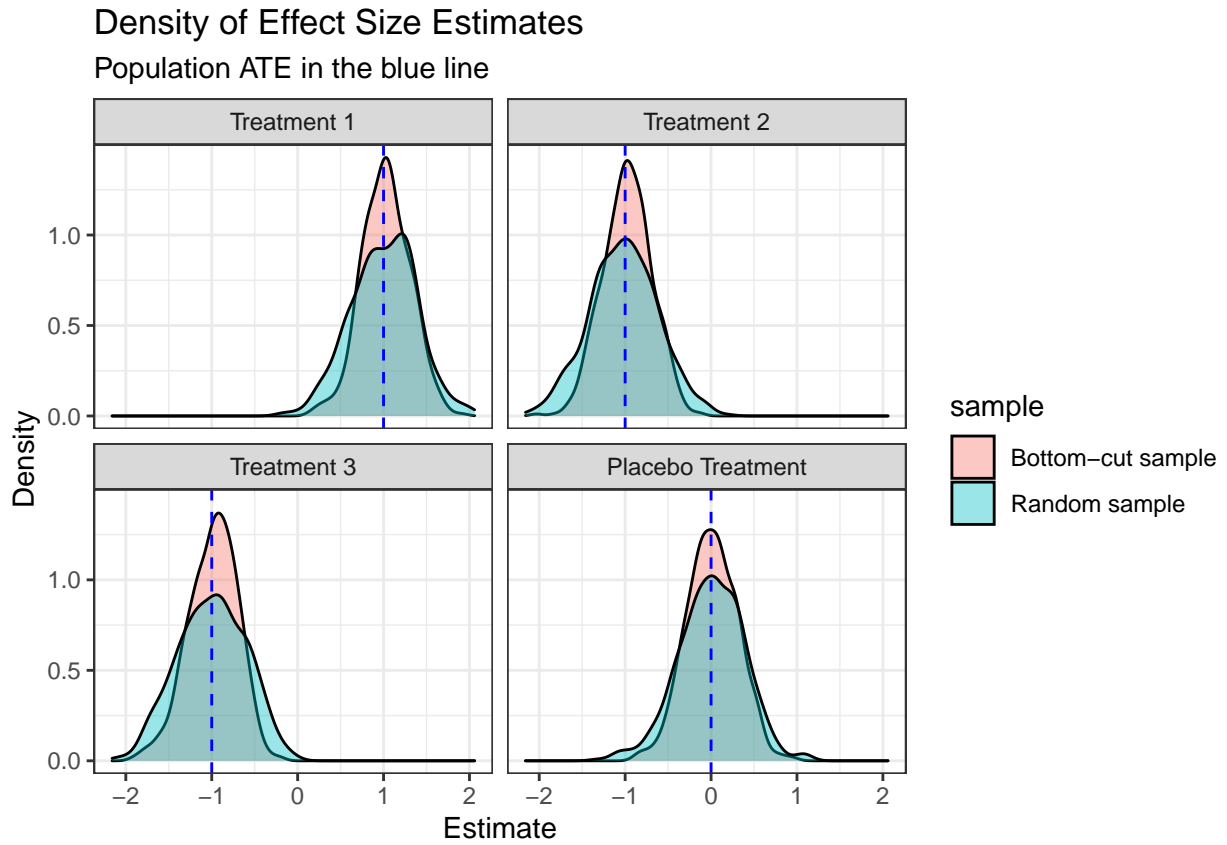 Density of Effect Size Estimates
Population ATE in the blue line
Treatment 1
Treatment 2
1.0
0.5
0.0
Treatment 3
Placebo Treatment
1.0
0.5
0.0
−2
−1
0
1
2
−2
−1
0
1
2
Estimate
Density
sample
Bottom−cut sample
Random sample